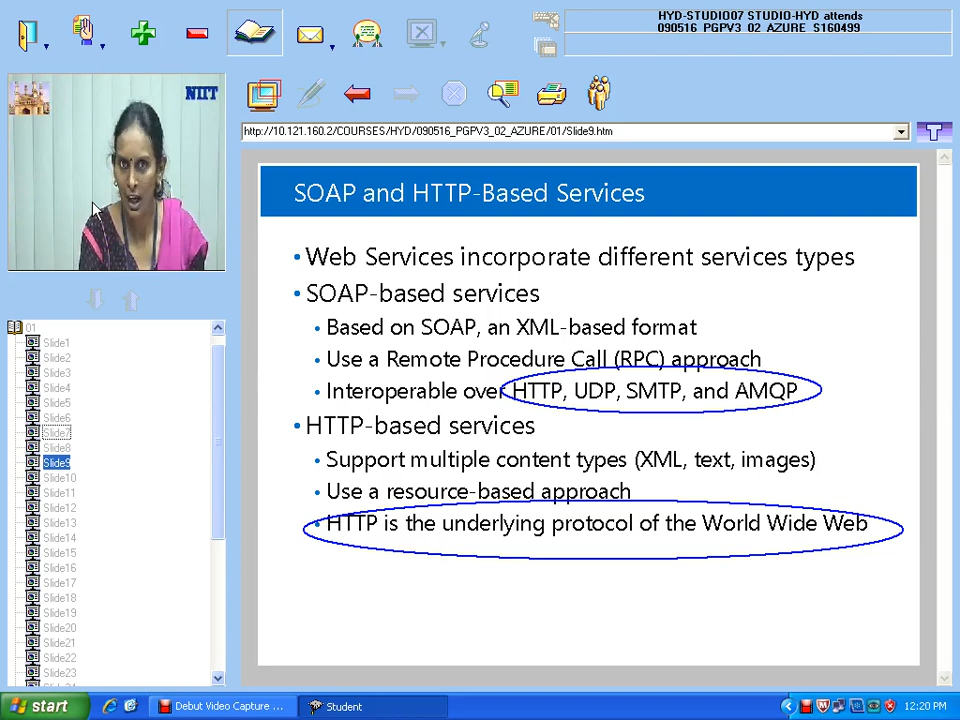 HYD-STUDIO07 STUDIO-HYD attends
090516_PGPV3_02_AZURE_S160499
NIIT
http://10.121.160.2/COURSES/HYD/090516_PGPV3_02_AZURE/01/Slide9.htm
T
SOAP and HTTP-Based Services
•Web Services incorporate different services types
•SOAP-based services
• Based on SOAP, an XML-based format
• Use a Remote Procedure Call (RPC) approach
• Interoperable over HTTP, UDP, SMTP, and AMQP
•HTTP-based services
• Support multiple content types (XML, text, images)
• Use a resource-based approach
• HTTP is the underlying protocol of the World Wide Web
01
Slide1
Slide2
Slide3
Slide4
Slide5
Slide6
Slide7
Slide8
Slide9
Slide10
Slide11
Slide12
Slide13
Slide14
Slide15
Slide16
Slide17
Slide18
Slide19
Slide20
Slide21
Slide22
Slide23
start
Debut Video Capture ...
Student
12:20 PM